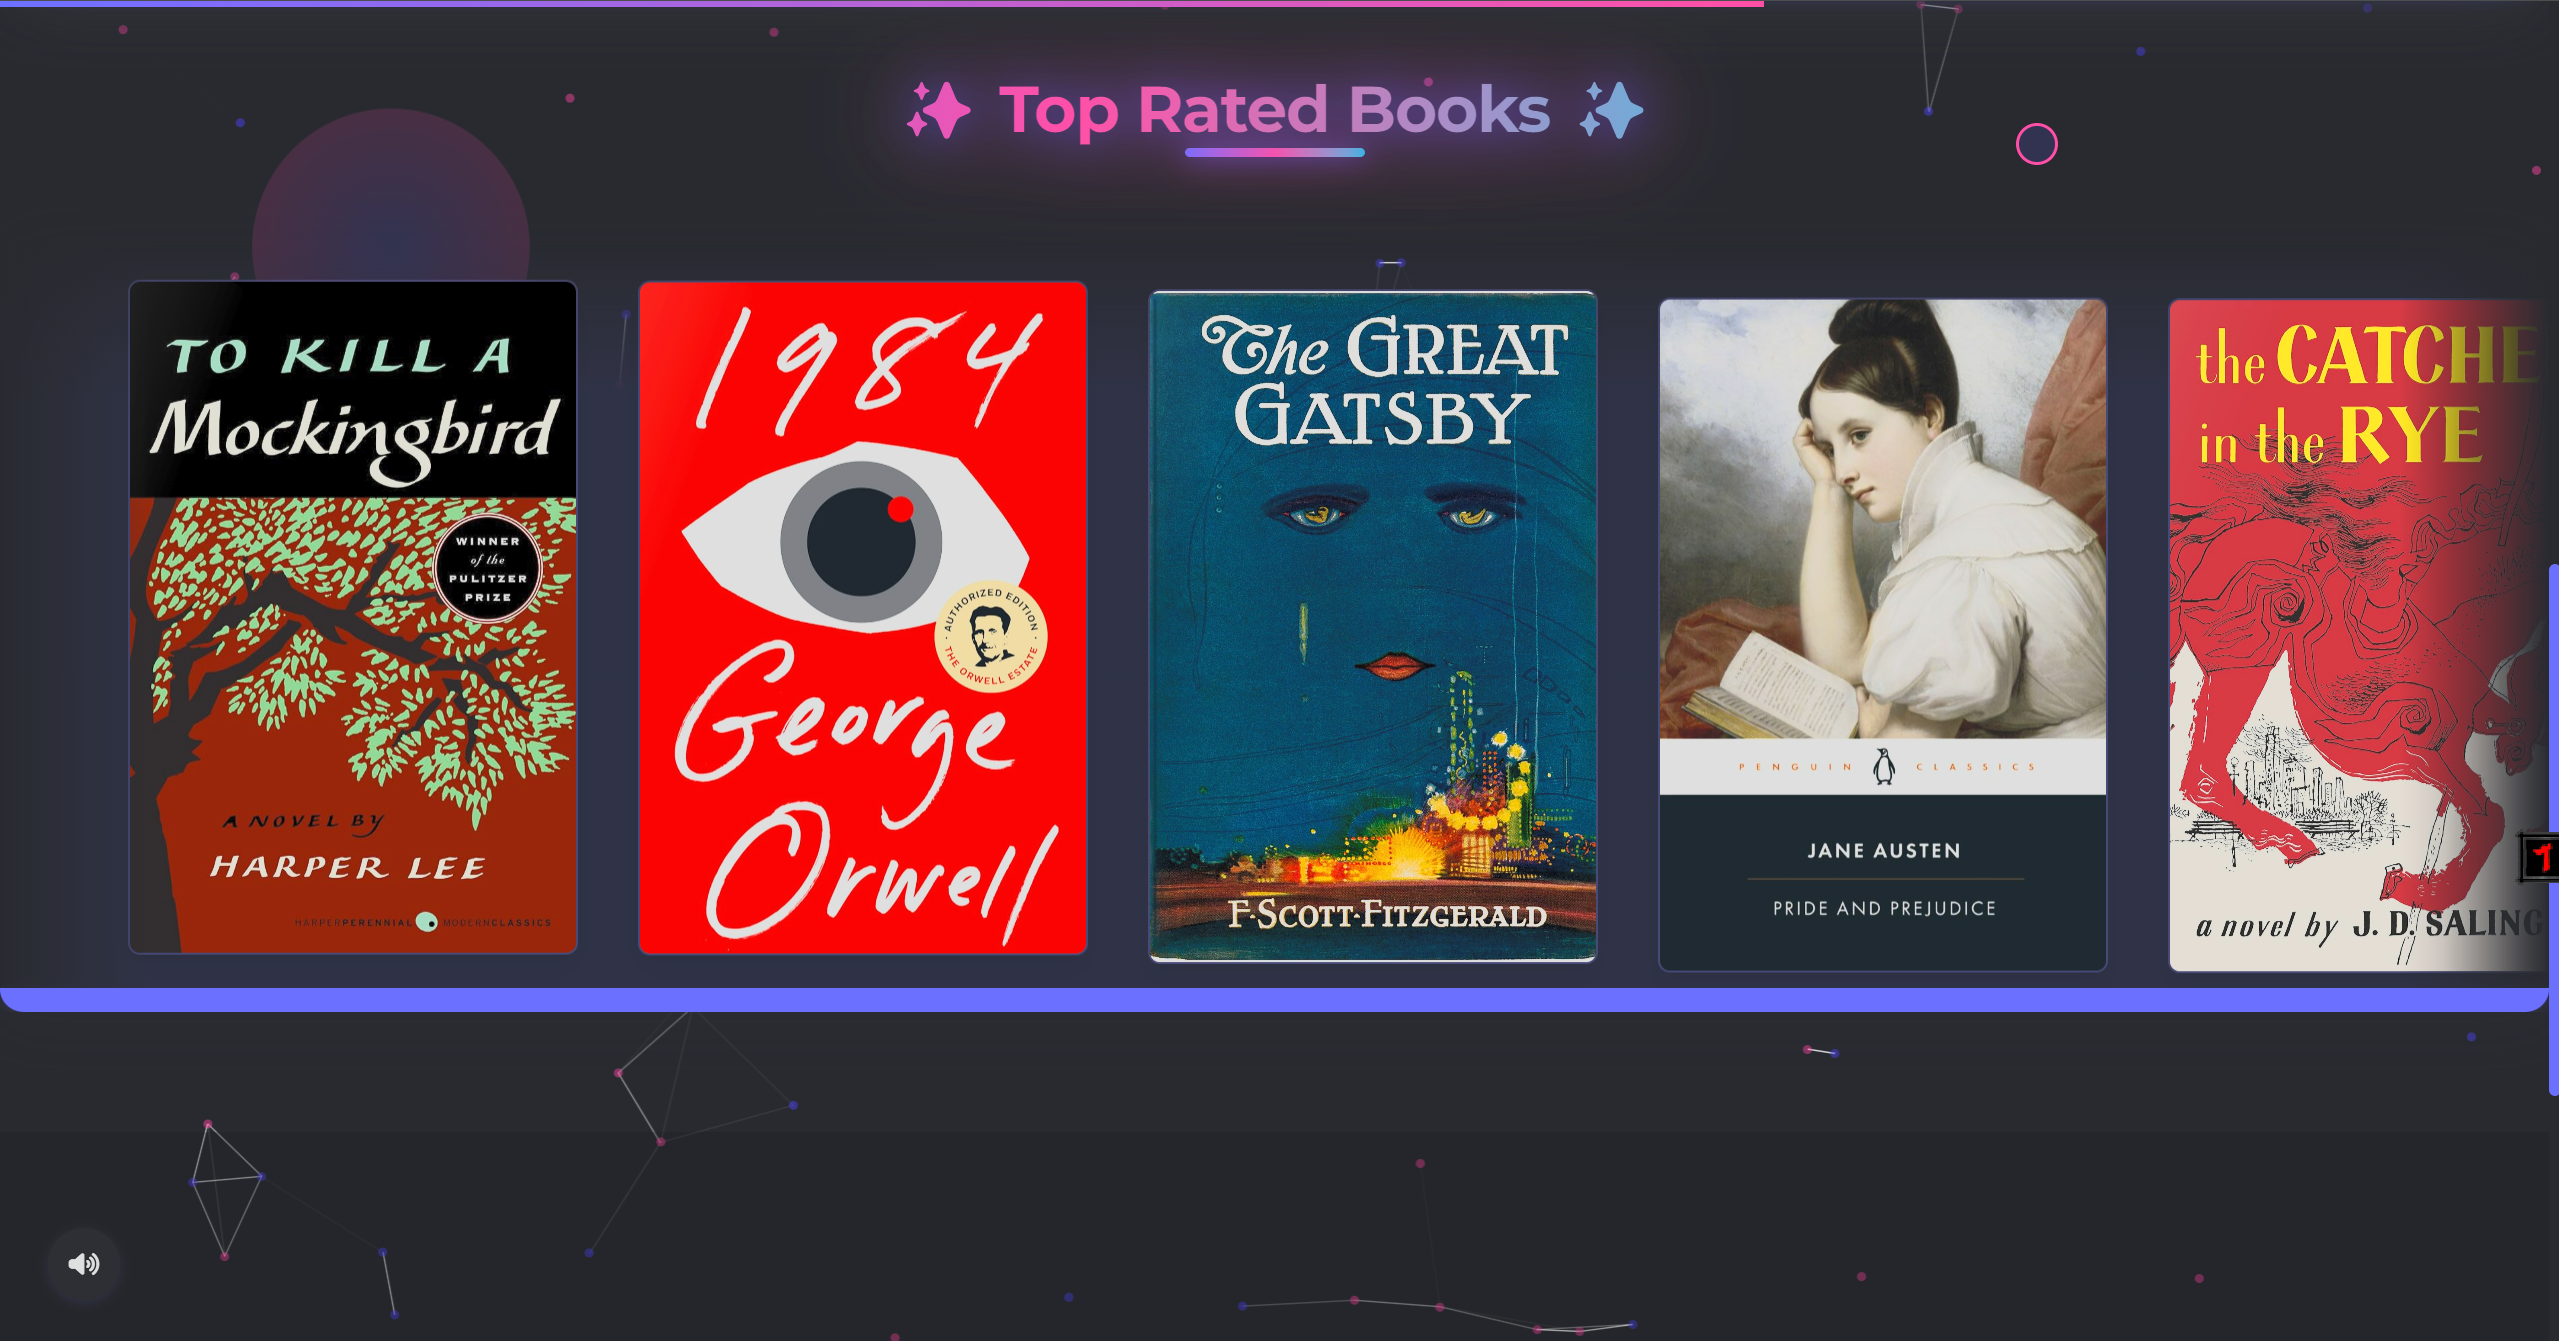 Top Rated Books
TO KILL A
Mockingbird
WINNER
of the
PULITZER
PRIZE
A NOVEL BY
HARPER LEE
HARPERPERENNIAL MODERNCLASSICS
1984
AUTHORIZED EDITION
THE ORWELL ESTATE
George
Orwell
The GREAT
GATSBY
F·SCOTT·FITZGERALD
PENGUIN CLASSICS
JANE AUSTEN
PRIDE AND PREJUDICE
the CATCHE
in the RYE
a novel by J. D. SALING